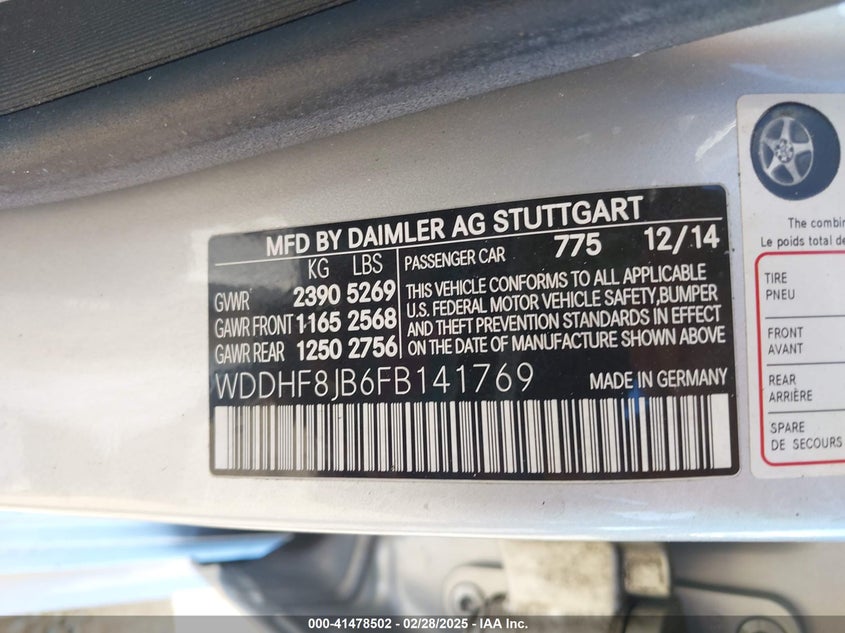 MFD BY DAIMLER AG STUTTGART
KG LBS
GVWR 2390 5269
GAWR FRONT 1165 2568
GAWR REAR 1250 2756
PASSENGER CAR 775 12/14
THIS VEHICLE CONFORMS TO ALL APPLICABLE
U.S. FEDERAL MOTOR VEHICLE SAFETY, BUMPER
AND THEFT PREVENTION STANDARDS IN EFFECT
ON THE DATE OF MANUFACTURE SHOWN ABOVE
WDDHF8JB6FB141769 MADE IN GERMANY
The combin
Le poids total de
TIRE
PNEU
FRONT
AVANT
REAR
ARRIÈRE
SPARE
DE SECOURS
000-41478502 - 02/28/2025 - IAA Inc.